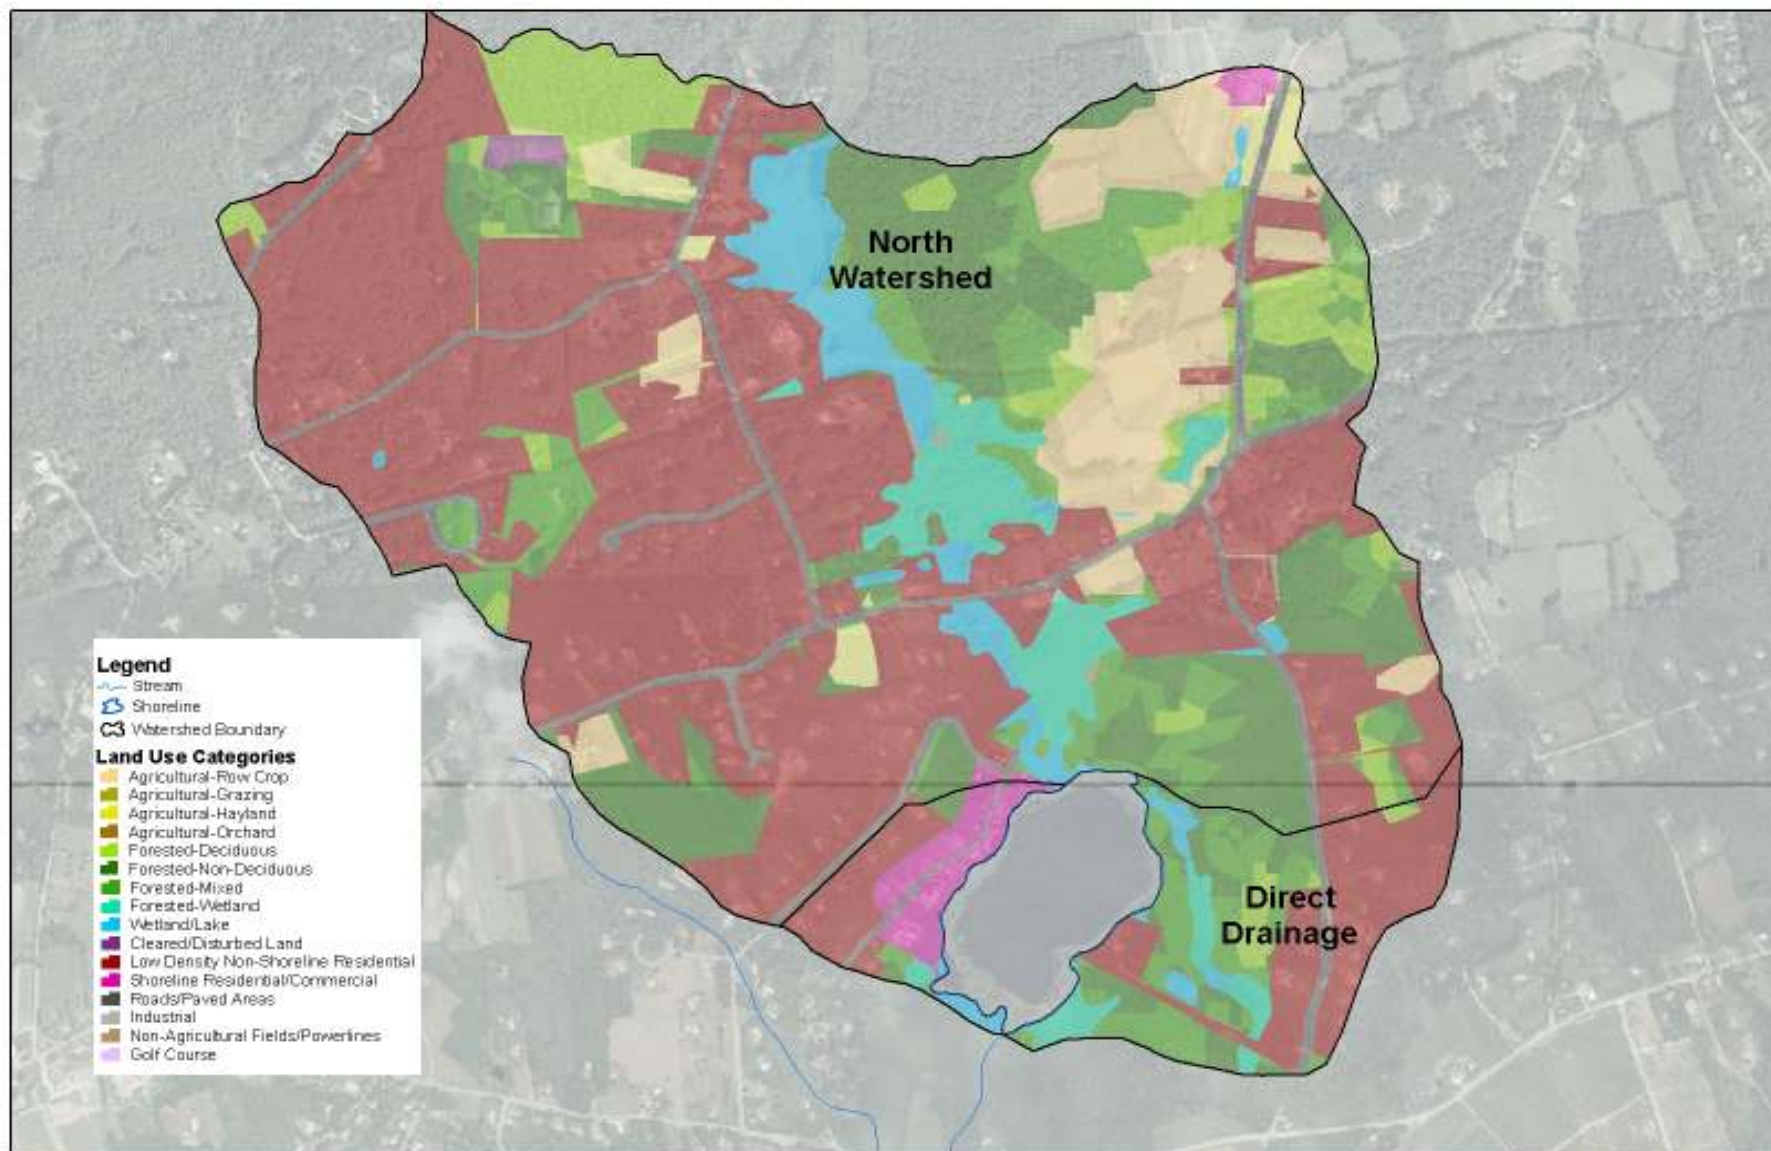 North
Watershed
Direct
Drainage
Legend
Stream
Shoreline
Watershed Boundary
Land Use Categories
Agricultural-Row Crop
Agricultural-Grazing
Agricultural-Hayland
Agricultural-Orchard
Forested-Deciduous
Forested-Non-Deciduous
Forested-Mixed
Forested-Wetland
Wetland/Lake
Cleared/Disturbed Land
Low Density Non-Shoreline Residential
Shoreline Residential/Commercial
Roads/Paved Areas
Industrial
Non-Agricultural Fields/Powerlines
Golf Course